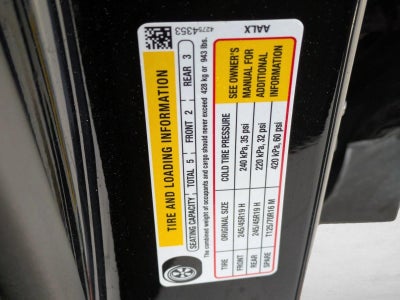 42754353 AALX
TIRE AND LOADING INFORMATION
SEATING CAPACITY TOTAL 5 FRONT 2 REAR 3
The combined weight of occupants and cargo should never exceed 428 kg or 943 lbs.
TIRE ORIGINAL SIZE COLD TIRE PRESSURE
FRONT 245/45R19 H 240 kPa, 35 psi
REAR 245/45R19 H 220 kPa, 32 psi
SPARE T125/70R16 M 420 kPa, 60 psi
SEE OWNER'S
MANUAL FOR
ADDITIONAL
INFORMATION